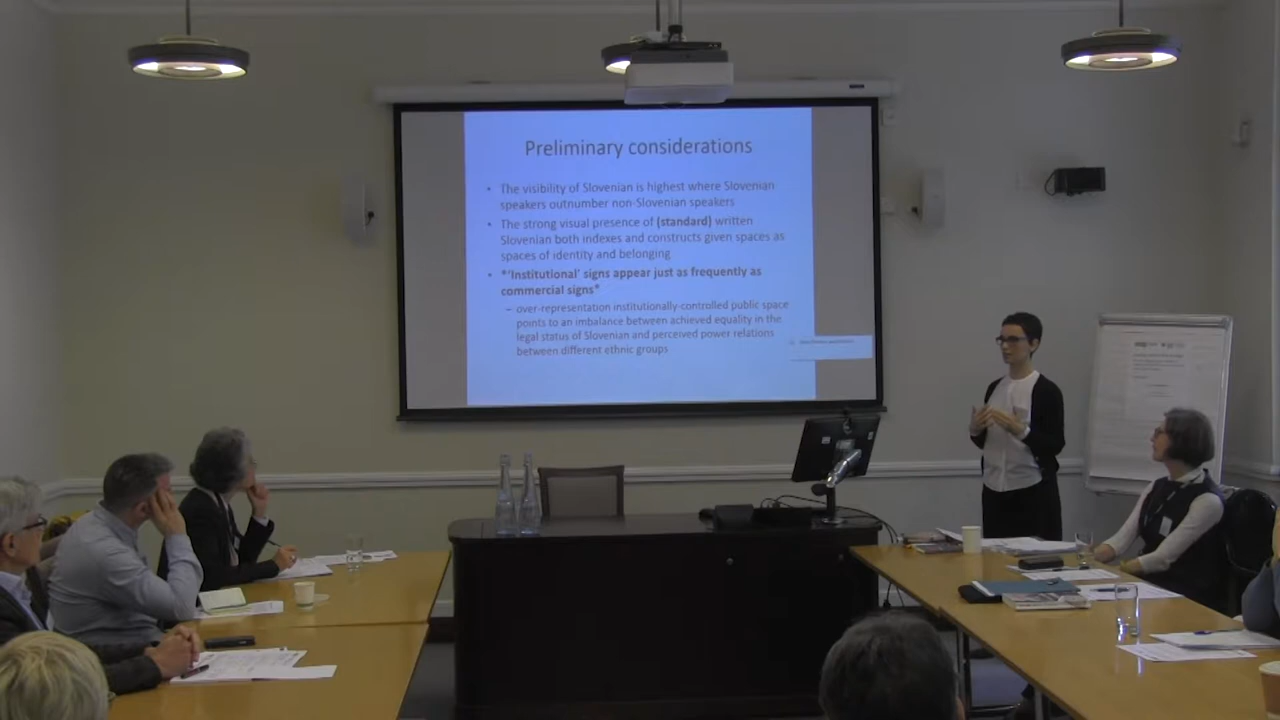 Preliminary considerations
• The visibility of Slovenian is highest where Slovenian
speakers outnumber non-Slovenian speakers
• The strong visual presence of (standard) written
Slovenian both indexes and constructs given spaces as
spaces of identity and belonging
• *'Institutional' signs appear just as frequently as
commercial signs*
– over-representation institutionally-controlled public space
points to an imbalance between achieved equality in the
legal status of Slovenian and perceived power relations
between different ethnic groups